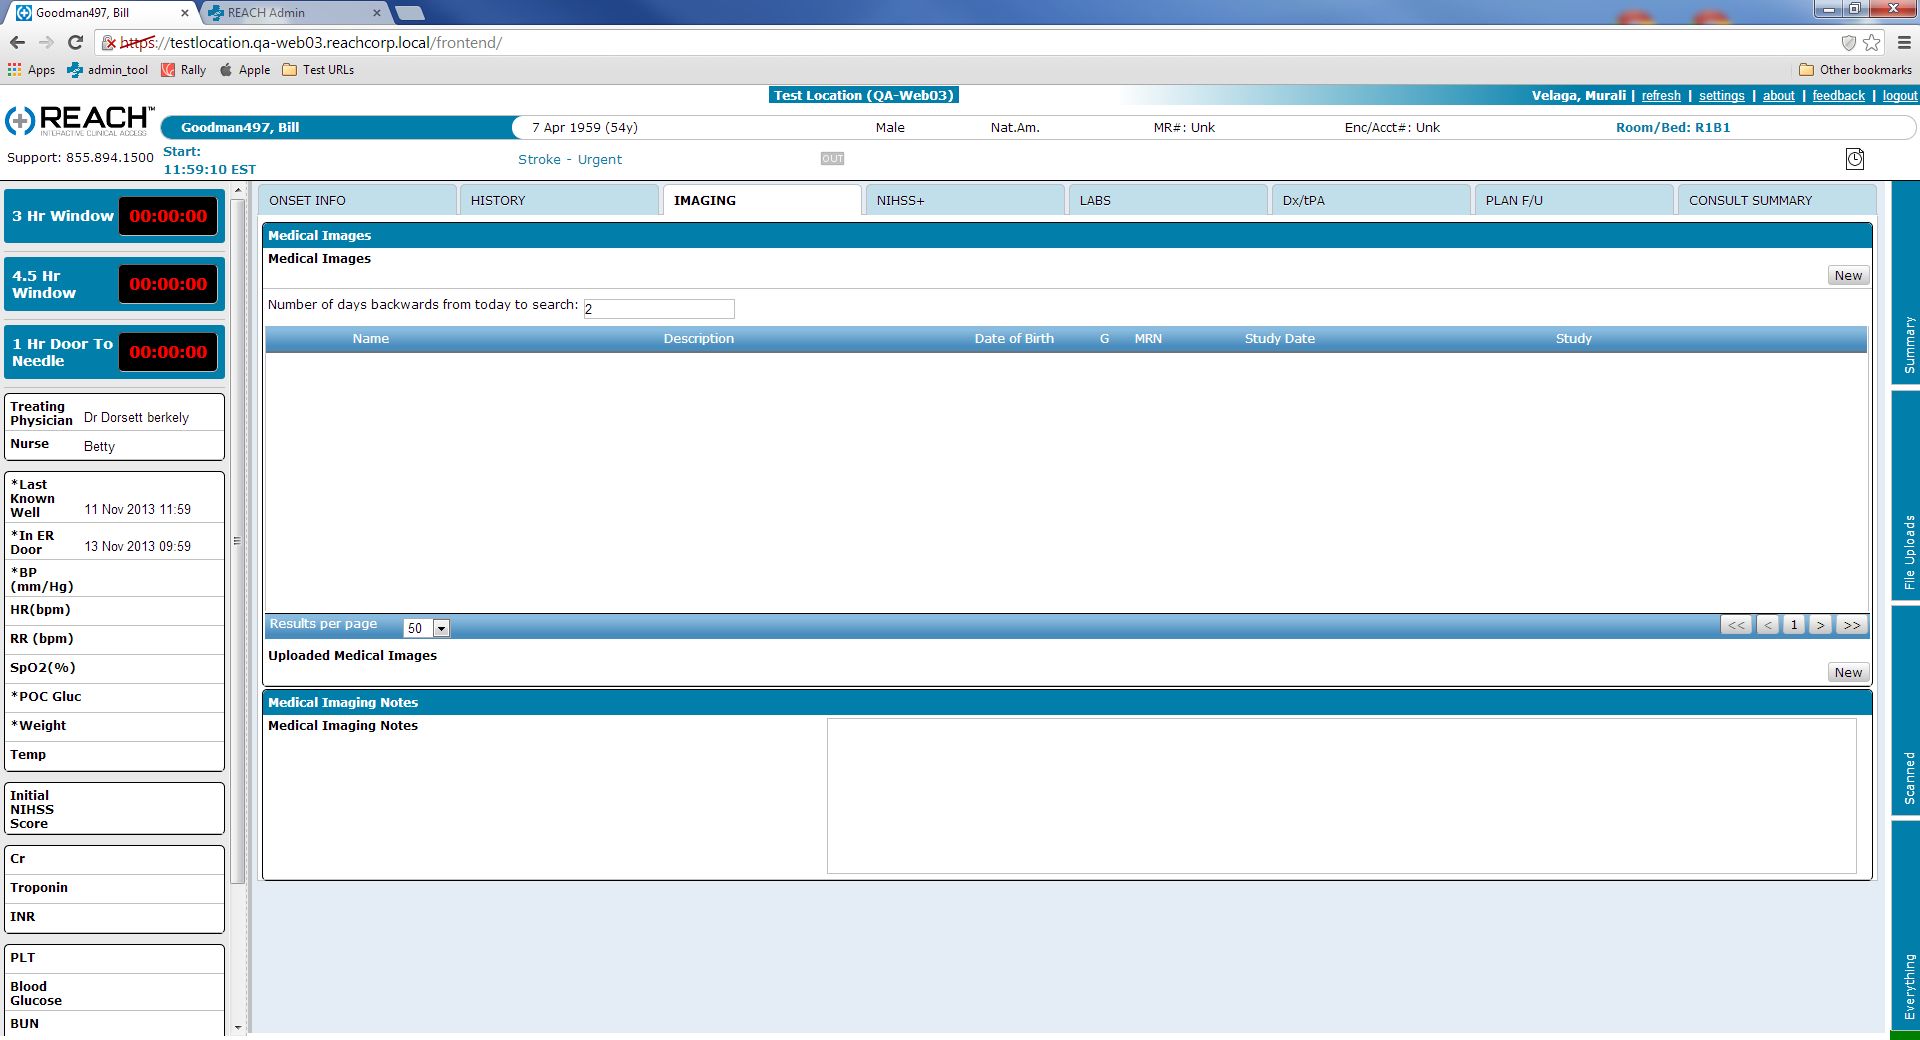 Goodman497, Bill
REACH Admin
https://testlocation.qa-web03.reachcorp.local/frontend/
Apps admin_tool Rally Apple Test URLs Other bookmarks
Test Location (QA-Web03) Velaga, Murali | refresh | settings | about | feedback | logout
REACH™
INTERACTIVE CLINICAL ACCESS
Goodman497, Bill 7 Apr 1959 (54y) Male Nat.Am. MR#: Unk Enc/Acct#: Unk Room/Bed: R1B1
Support: 855.894.1500
Start:
11:59:10 EST
Stroke - Urgent
OUT
3 Hr Window 00:00:00
4.5 Hr
Window
00:00:00
1 Hr Door To
Needle
00:00:00
Treating
Physician Dr Dorsett berkely
Nurse Betty
*Last
Known
Well 11 Nov 2013 11:59
*In ER
Door 13 Nov 2013 09:59
*BP
(mm/Hg)
HR(bpm)
RR (bpm)
SpO2(%)
*POC Gluc
*Weight
Temp
Initial
NIHSS
Score
Cr
Troponin
INR
PLT
Blood
Glucose
BUN
ONSET INFO HISTORY IMAGING NIHSS+ LABS Dx/tPA PLAN F/U CONSULT SUMMARY
Medical Images
Medical Images
New
Number of days backwards from today to search: 2
Name Description Date of Birth G MRN Study Date Study
Results per page 50 << < 1 > >>
Uploaded Medical Images
New
Medical Imaging Notes
Medical Imaging Notes
Summary
File Uploads
Scanned
Everything